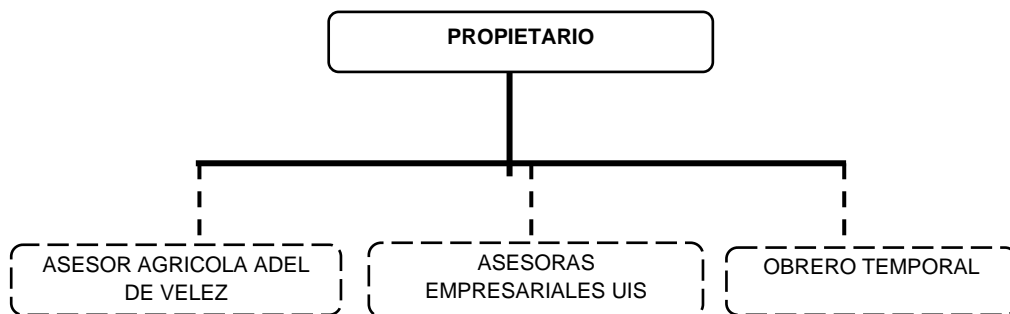 PROPIETARIO
ASESOR AGRICOLA ADEL
DE VELEZ
ASESORAS
EMPRESARIALES UIS
OBRERO TEMPORAL